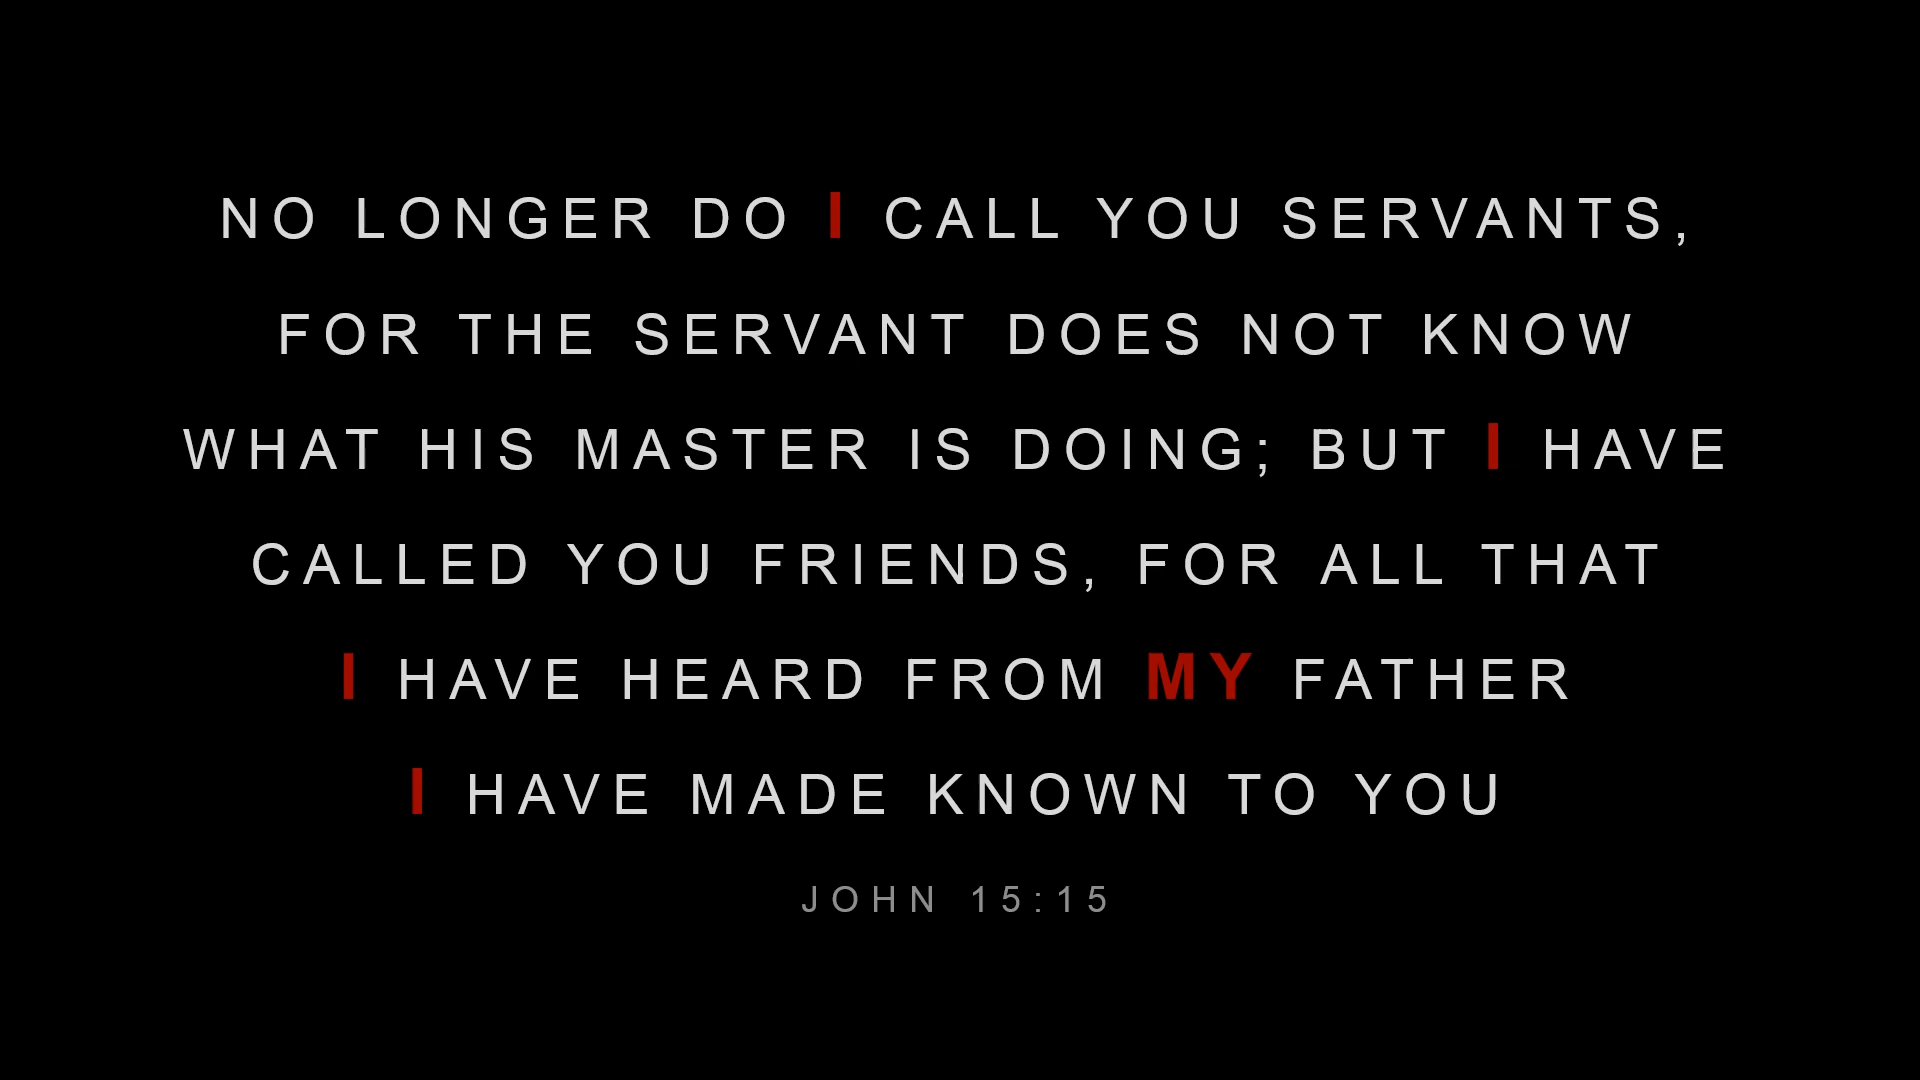 NO LONGER DO I CALL YOU SERVANTS,
FOR THE SERVANT DOES NOT KNOW
WHAT HIS MASTER IS DOING; BUT I HAVE
CALLED YOU FRIENDS, FOR ALL THAT
I HAVE HEARD FROM MY FATHER
I HAVE MADE KNOWN TO YOU
JOHN 15:15